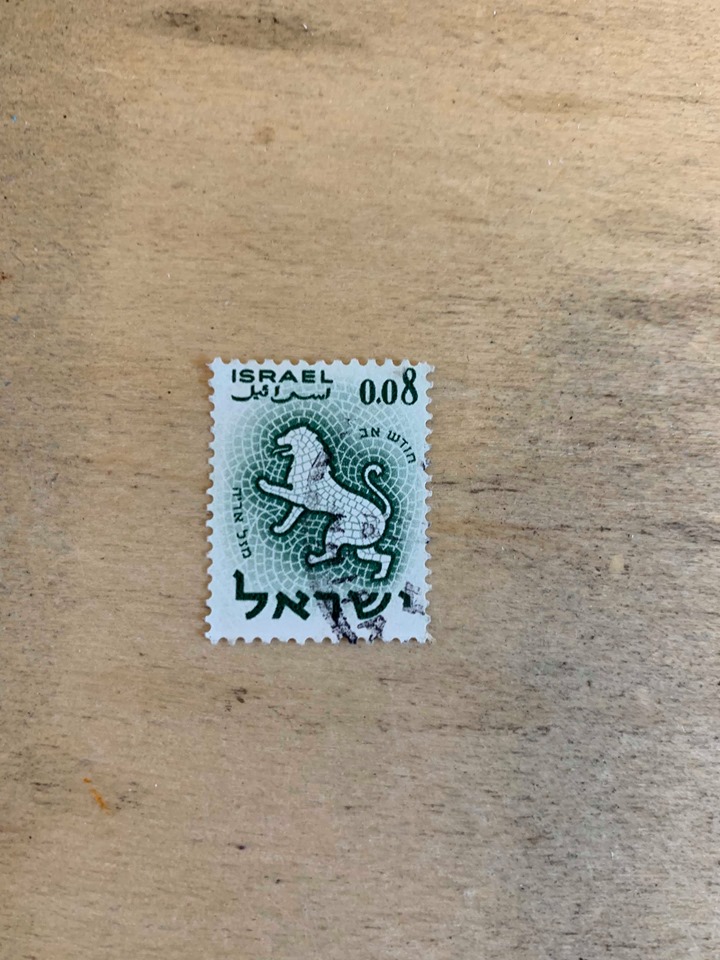 ISRAEL
اسرائيل
0.08
חודש אב
מזל אריה
ישראל